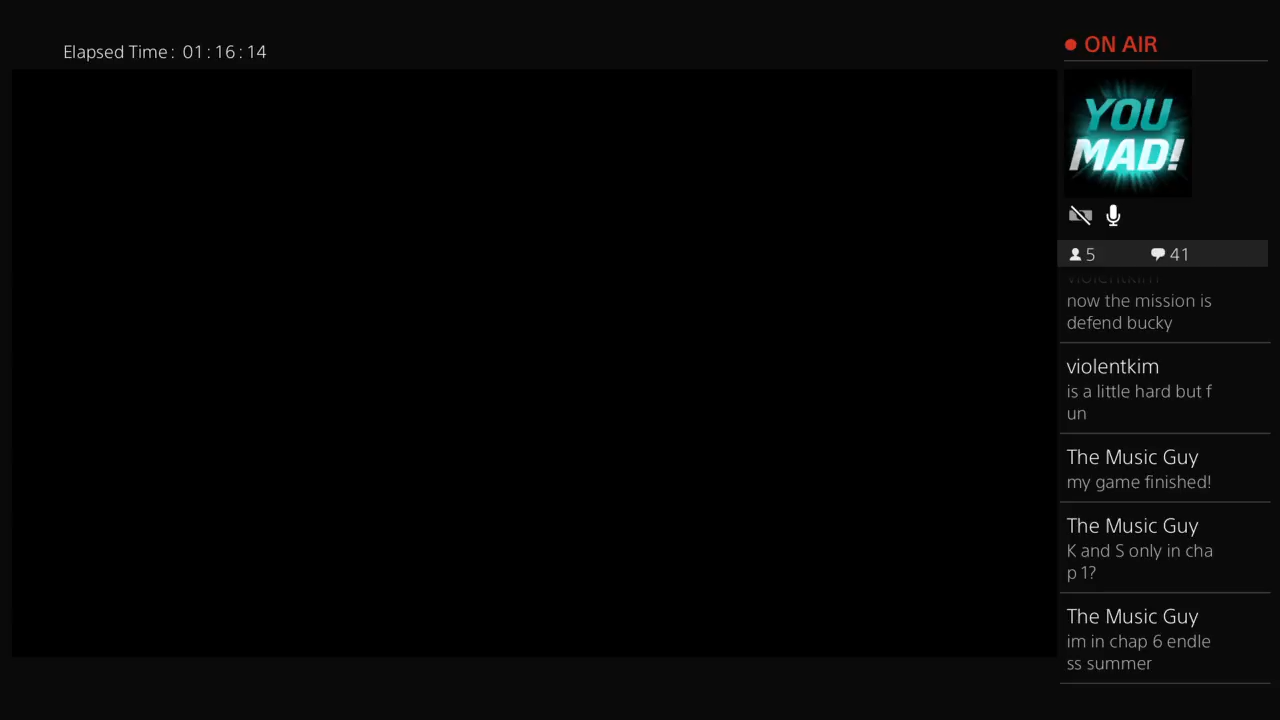 Elapsed Time: 01:16:14
ON AIR
YOU
MAD!
5 41
violentkim
now the mission is
defend bucky
violentkim
is a little hard but f
un
The Music Guy
my game finished!
The Music Guy
K and S only in cha
p 1?
The Music Guy
im in chap 6 endle
ss summer